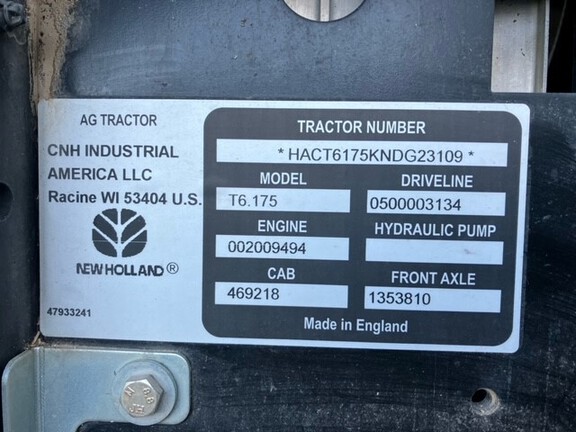 AG TRACTOR
CNH INDUSTRIAL
AMERICA LLC
Racine WI 53404 U.S.
NEW HOLLAND®
47933241
TRACTOR NUMBER
* HACT6175KNDG23109 *
MODEL DRIVELINE
T6.175 0500003134
ENGINE HYDRAULIC PUMP
002009494
CAB FRONT AXLE
469218 1353810
Made in England